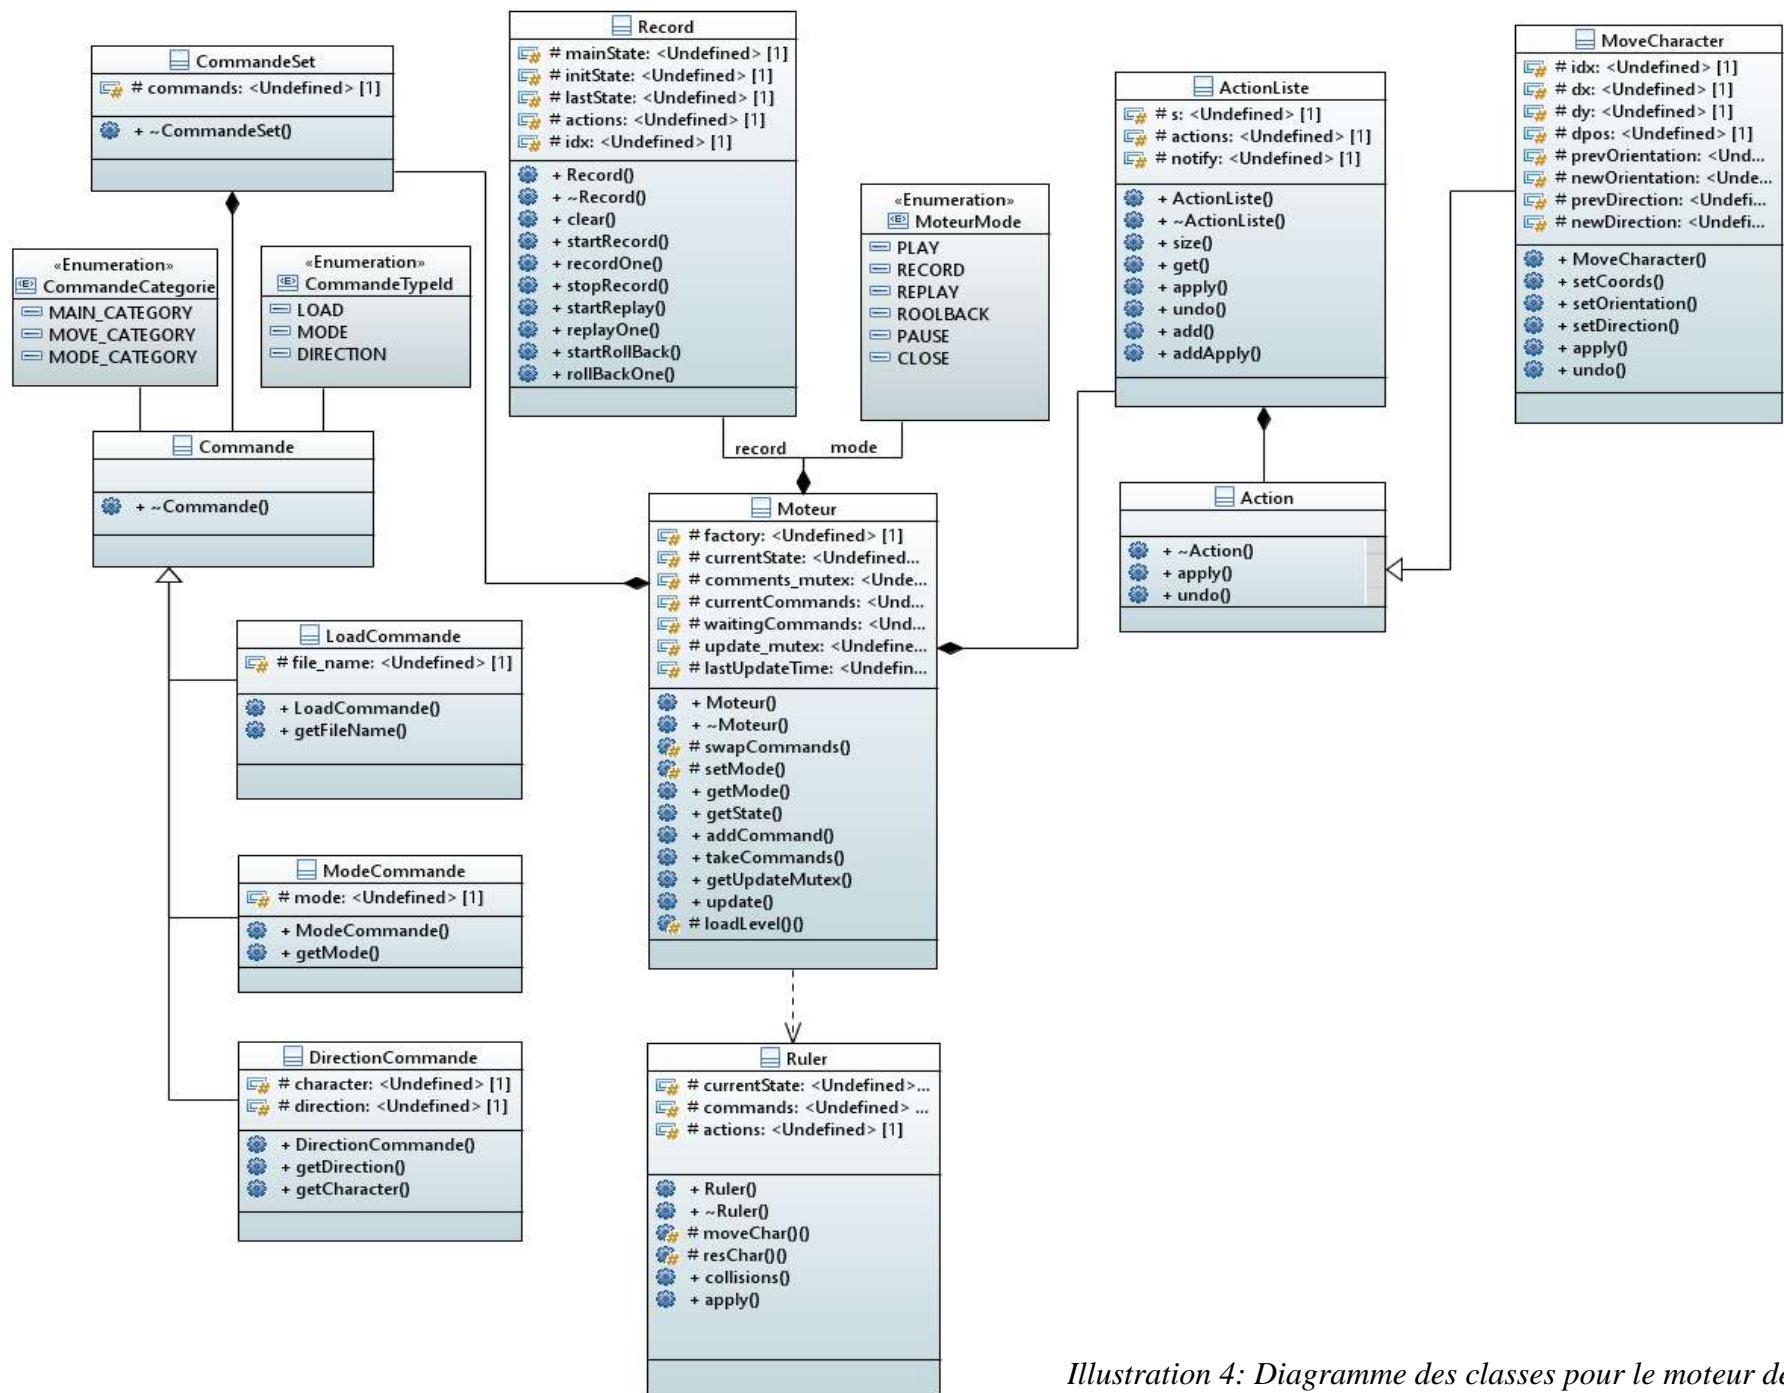 CommandeSet
# commands: <Undefined> [1]
+ ~CommandeSet()
«Enumeration»
CommandeCategorie
MAIN_CATEGORY
MOVE_CATEGORY
MODE_CATEGORY
«Enumeration»
CommandeTypeId
LOAD
MODE
DIRECTION
Commande
+ ~Commande()
LoadCommande
# file_name: <Undefined> [1]
+ LoadCommande()
+ getFileName()
ModeCommande
# mode: <Undefined> [1]
+ ModeCommande()
+ getMode()
DirectionCommande
# character: <Undefined> [1]
# direction: <Undefined> [1]
+ DirectionCommande()
+ getDirection()
+ getCharacter()
Record
# mainState: <Undefined> [1]
# initState: <Undefined> [1]
# lastState: <Undefined> [1]
# actions: <Undefined> [1]
# idx: <Undefined> [1]
+ Record()
+ ~Record()
+ clear()
+ startRecord()
+ recordOne()
+ stopRecord()
+ startReplay()
+ replayOne()
+ startRollBack()
+ rollBackOne()
«Enumeration»
MoteurMode
PLAY
RECORD
REPLAY
ROOLBACK
PAUSE
CLOSE
record
mode
Moteur
# factory: <Undefined> [1]
# currentState: <Undefined...
# comments_mutex: <Unde...
# currentCommands: <Und...
# waitingCommands: <Und...
# update_mutex: <Undefine...
# lastUpdateTime: <Undefin...
+ Moteur()
+ ~Moteur()
# swapCommands()
# setMode()
+ getMode()
+ getState()
+ addCommand()
+ takeCommands()
+ getUpdateMutex()
+ update()
# loadLevel()()
Ruler
# currentState: <Undefined>...
# commands: <Undefined> ...
# actions: <Undefined> [1]
+ Ruler()
+ ~Ruler()
# moveChar()()
# resChar()()
+ collisions()
+ apply()
ActionListe
# s: <Undefined> [1]
# actions: <Undefined> [1]
# notify: <Undefined> [1]
+ ActionListe()
+ ~ActionListe()
+ size()
+ get()
+ apply()
+ undo()
+ add()
+ addApply()
Action
+ ~Action()
+ apply()
+ undo()
MoveCharacter
# idx: <Undefined> [1]
# dx: <Undefined> [1]
# dy: <Undefined> [1]
# dpos: <Undefined> [1]
# prevOrientation: <Und...
# newOrientation: <Unde...
# prevDirection: <Undefi...
# newDirection: <Undefi...
+ MoveCharacter()
+ setCoords()
+ setOrientation()
+ setDirection()
+ apply()
+ undo()
Illustration 4: Diagramme des classes pour le moteur de